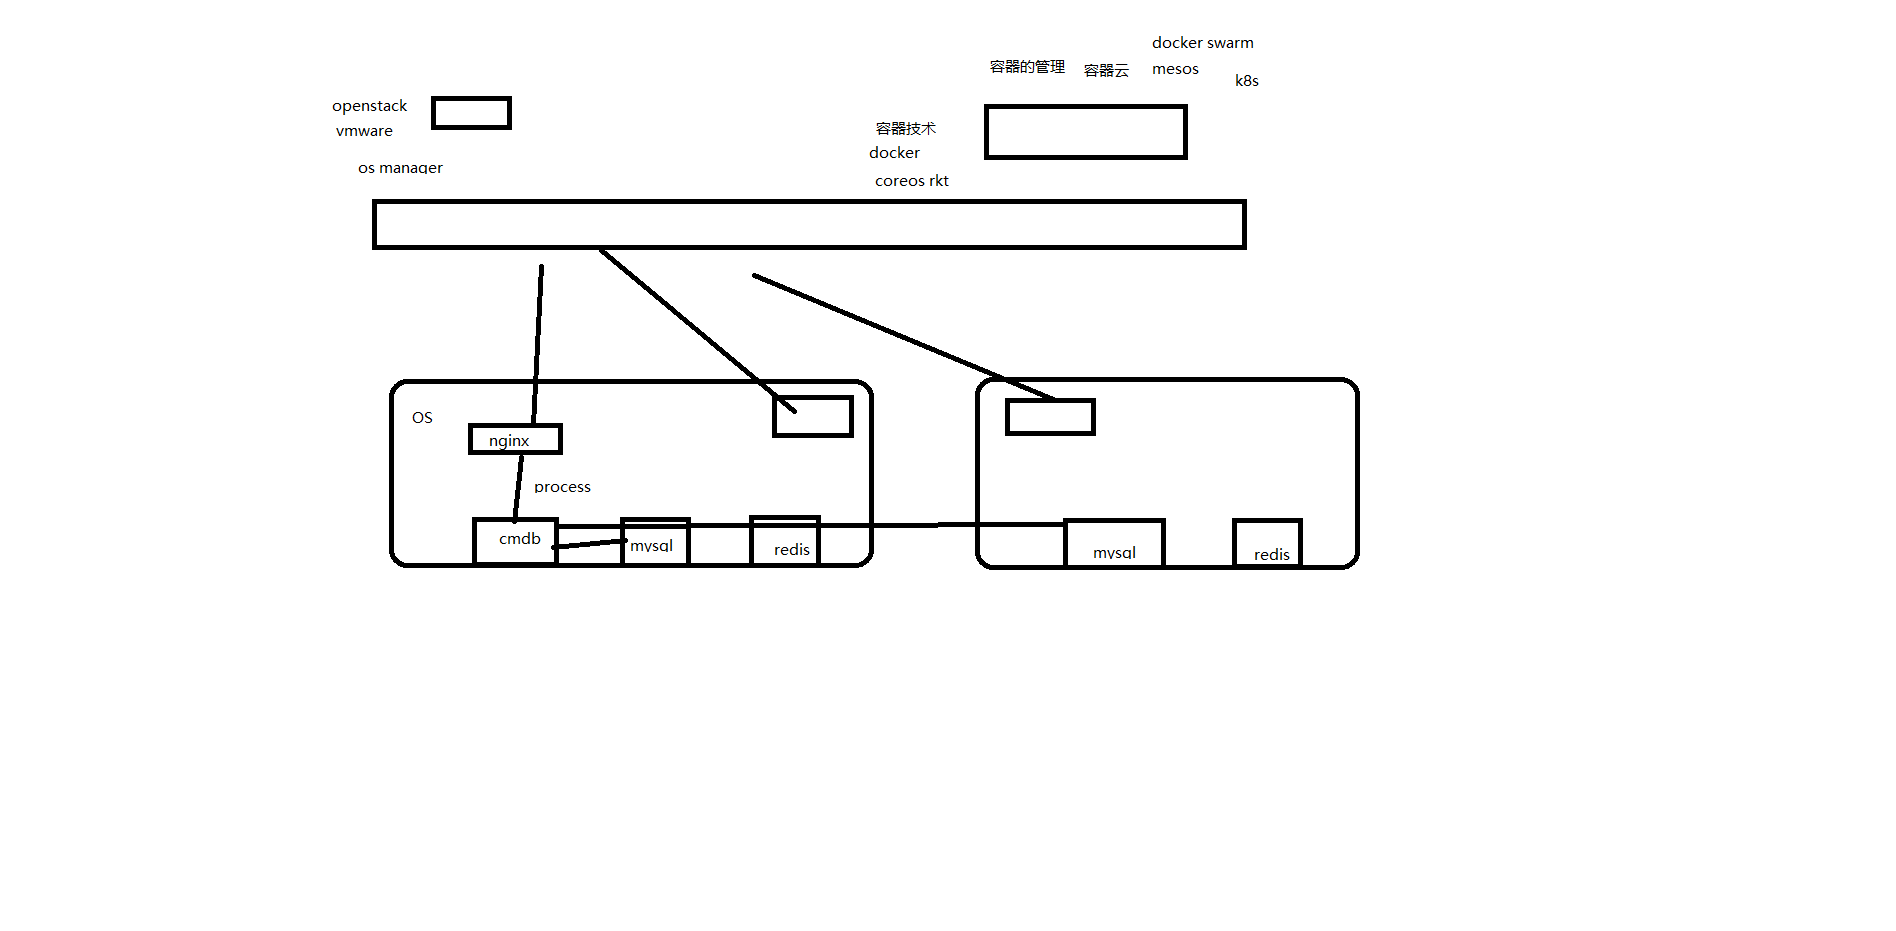 docker swarm
容器的管理
容器云
mesos
k8s
openstack
vmware
容器技术
docker
os manager
coreos rkt
OS
nginx
process
cmdb
mysql
redis
mysql
redis